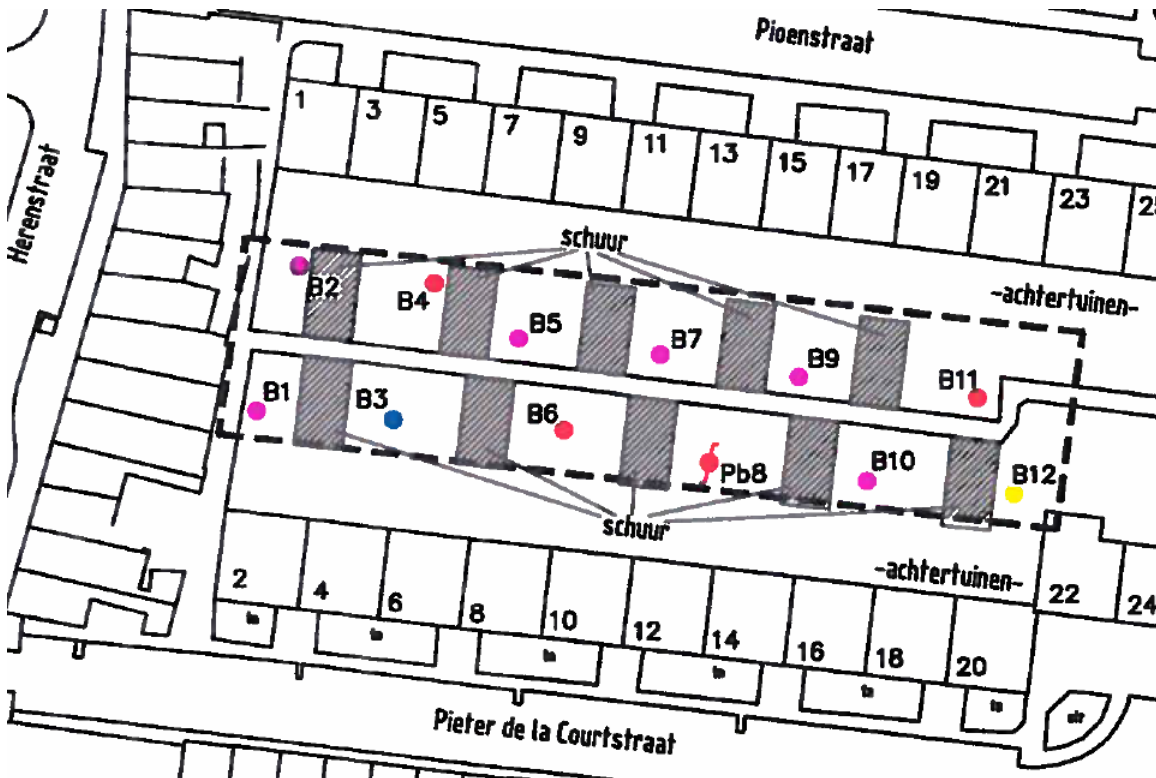 Pioenstraat
Herenstraat
1
3
5
7
9
11
13
15
17
19
21
23
schuur
-achtertuinen-
B2
B4
B5
B7
B9
B11
B1
B3
B6
Pb8
B10
B12
schuur
-achtertuinen-
2
4
6
8
10
12
14
16
18
20
22
24
Pieter de la Courtstraat